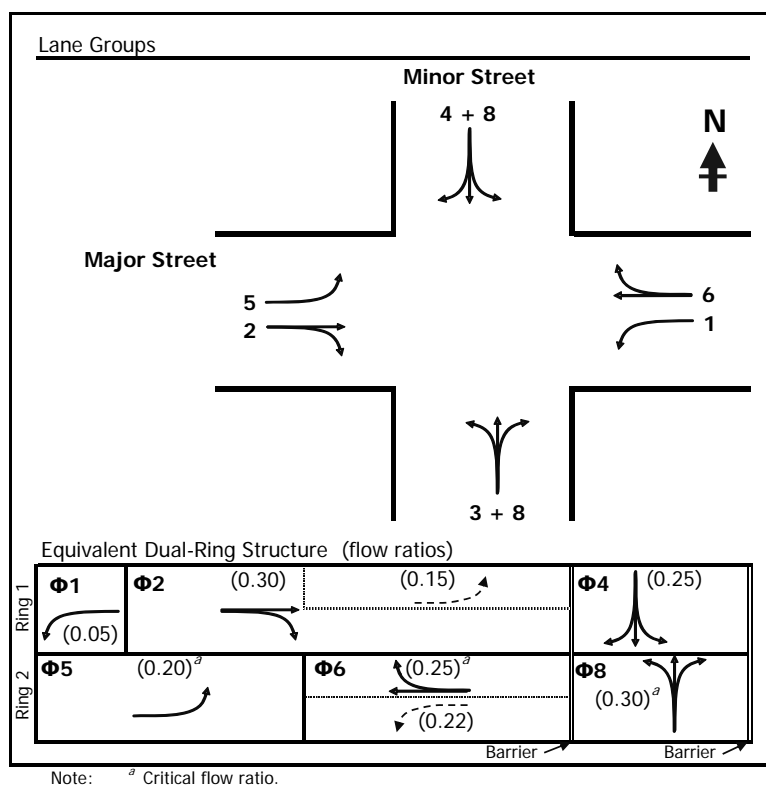 Lane Groups
Minor Street
4 + 8
N
Major Street
5
6
2
1
3 + 8
Equivalent Dual-Ring Structure (flow ratios)
Ring 1
Φ1
Φ2
(0.30)
(0.15)
Φ4
(0.25)
(0.05)
Ring 2
Φ5
(0.20)ᵃ
Φ6
(0.25)ᵃ
Φ8
(0.30)ᵃ
(0.22)
Barrier
Barrier
Note: ᵃ Critical flow ratio.